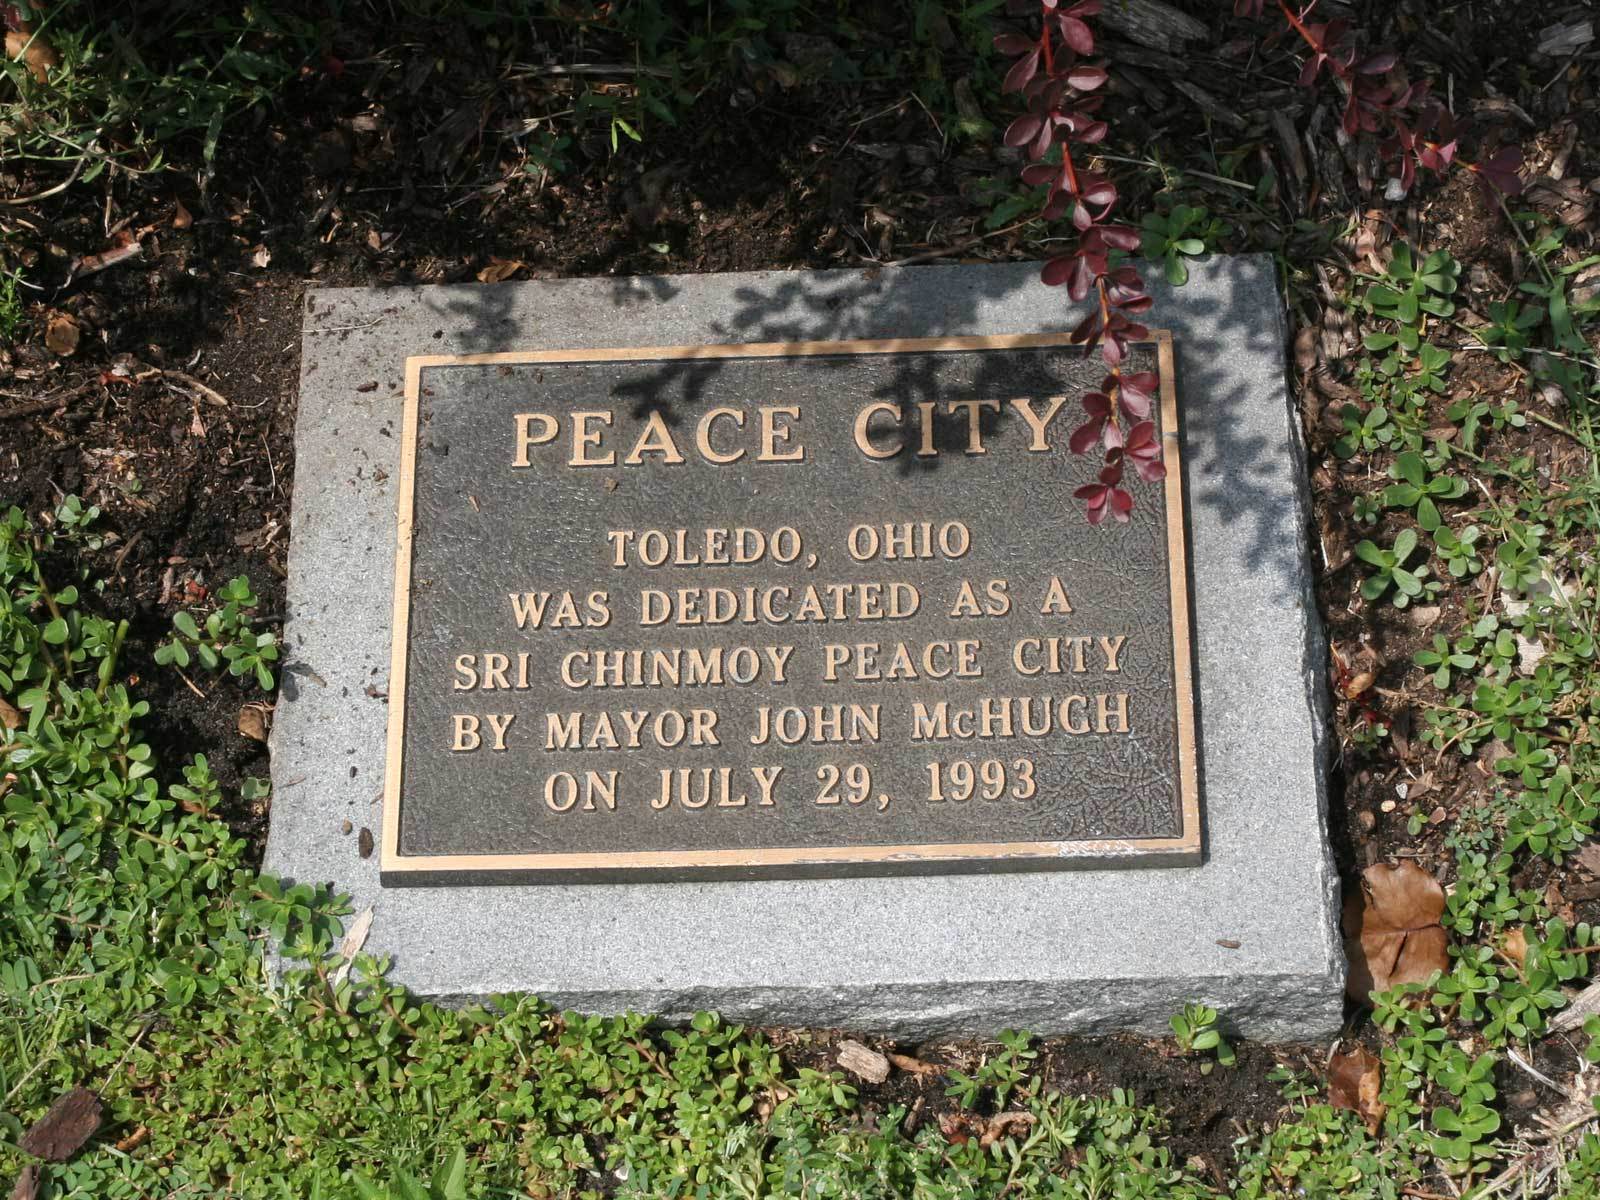 PEACE CITY
TOLEDO, OHIO
WAS DEDICATED AS A
SRI CHINMOY PEACE CITY
BY MAYOR JOHN McHUGH
ON JULY 29, 1993